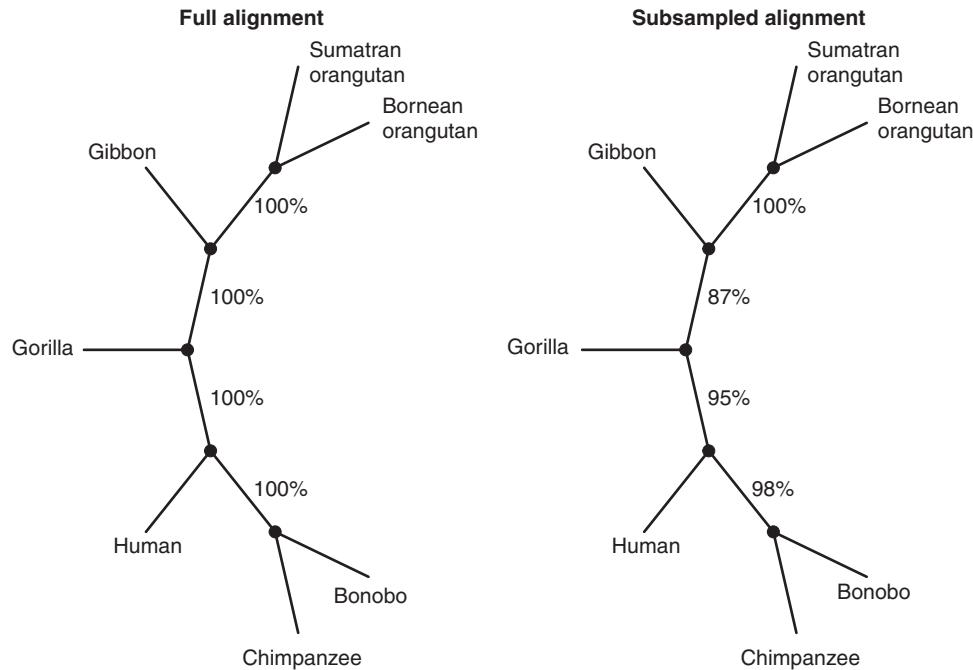 Full alignment
Sumatran
orangutan
Bornean
orangutan
Gibbon
100%
100%
Gorilla
100%
100%
Human
Bonobo
Chimpanzee
Subsampled alignment
Sumatran
orangutan
Bornean
orangutan
Gibbon
100%
87%
Gorilla
95%
98%
Human
Bonobo
Chimpanzee